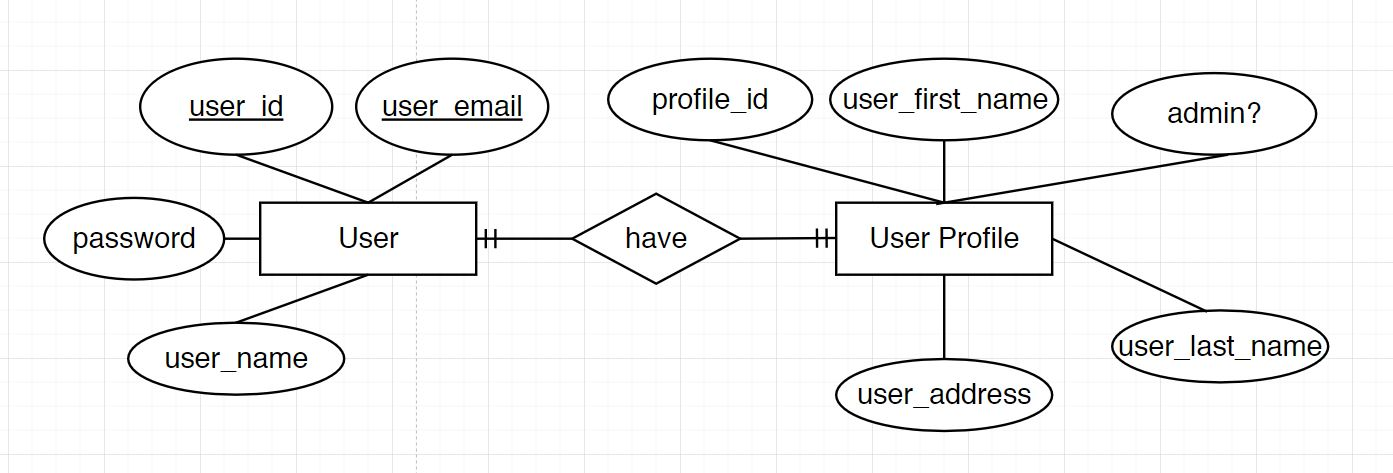 user_id
user_email
profile_id
user_first_name
admin?
password
User
have
User Profile
user_name
user_address
user_last_name